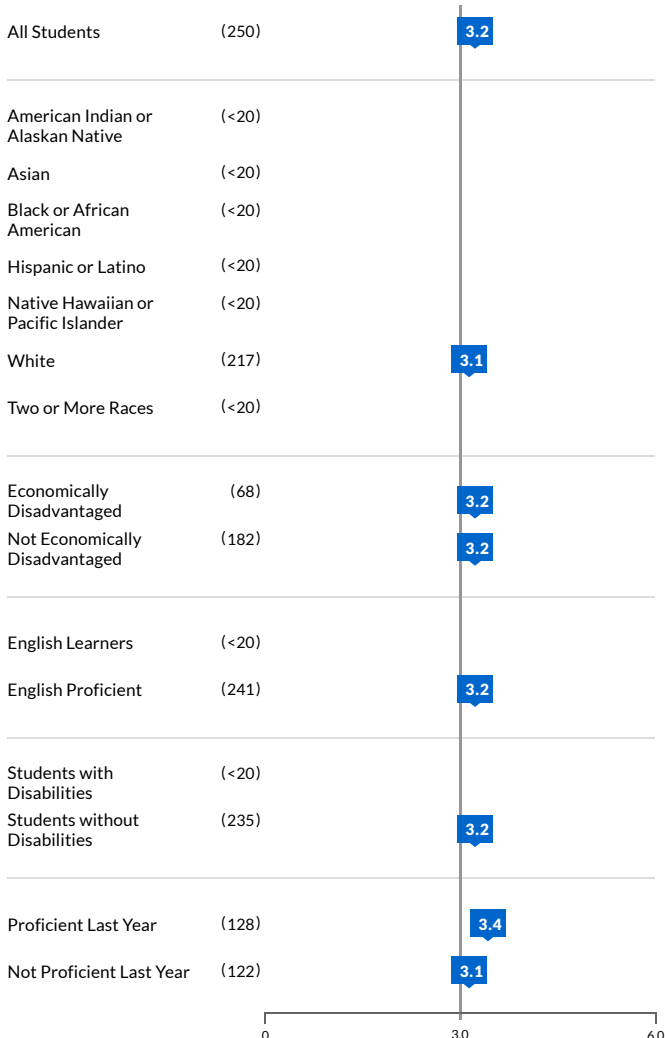 All Students (250) 3.2
American Indian or (<20)
Alaskan Native
Asian (<20)
Black or African (<20)
American
Hispanic or Latino (<20)
Native Hawaiian or (<20)
Pacific Islander
White (217) 3.1
Two or More Races (<20)
Economically (68) 3.2
Disadvantaged
Not Economically (182) 3.2
Disadvantaged
English Learners (<20)
English Proficient (241) 3.2
Students with (<20)
Disabilities
Students without (235) 3.2
Disabilities
Proficient Last Year (128) 3.4
Not Proficient Last Year (122) 3.1
0 3.0 6.0